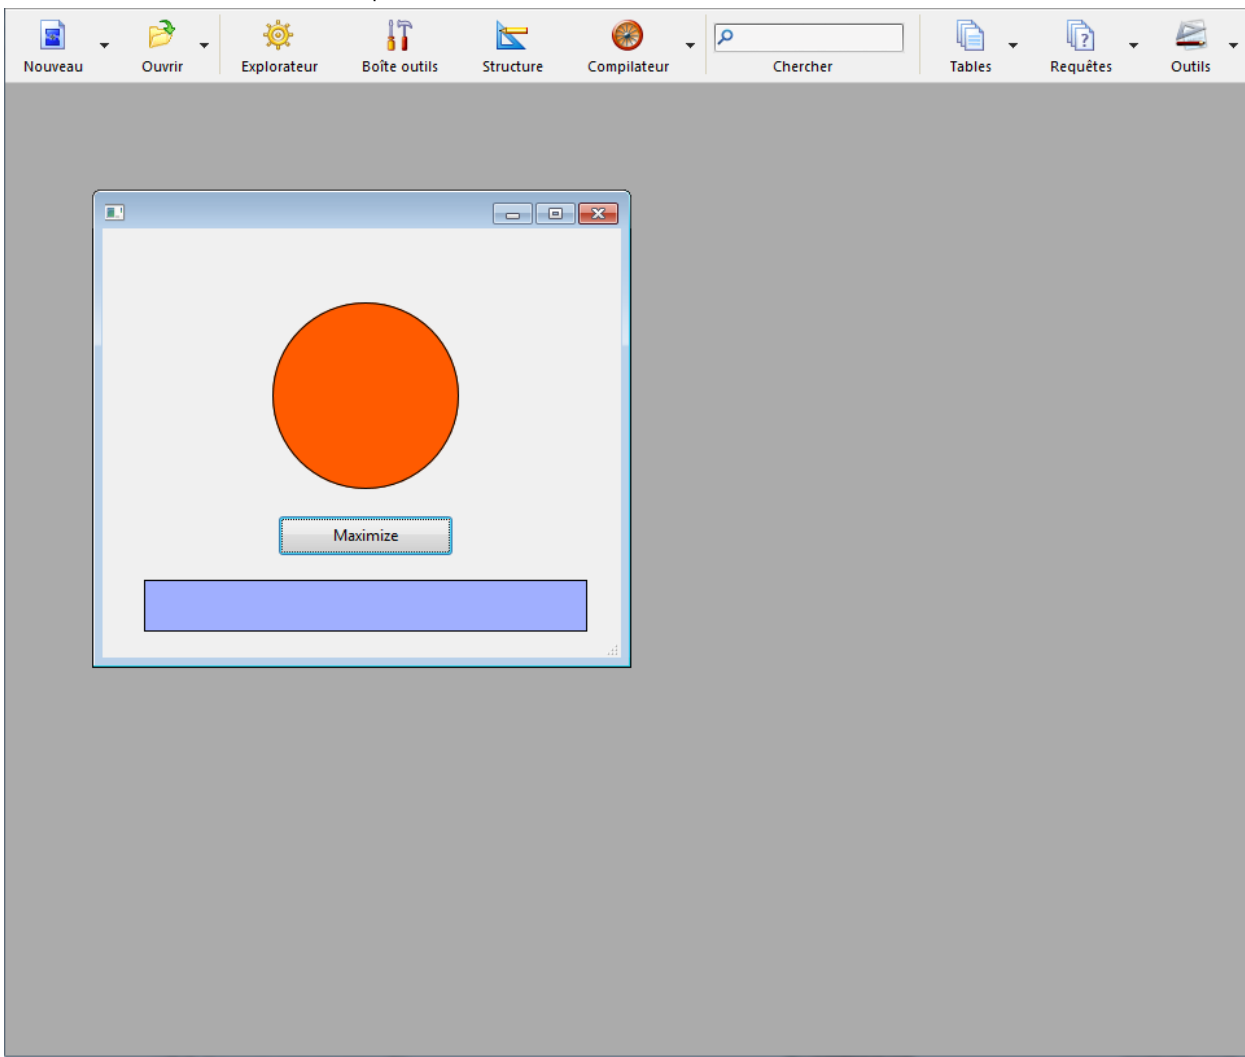 Nouveau
Ouvrir
Explorateur
Boîte outils
Structure
Compilateur
Chercher
Tables
Requêtes
Outils
Maximize